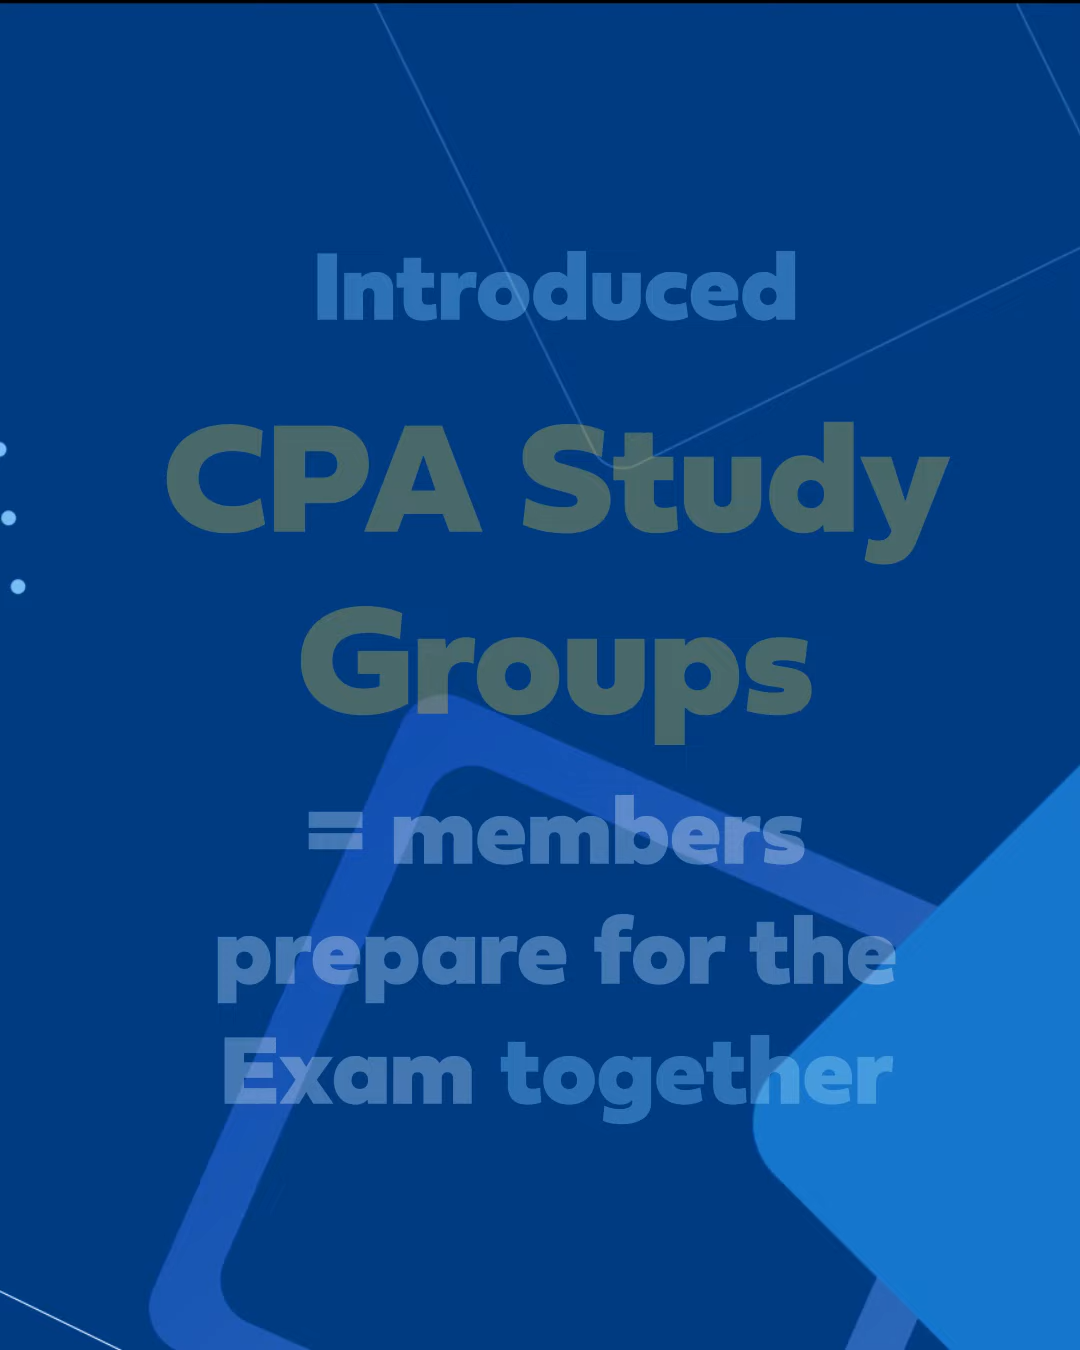 Introduced
CPA Study
Groups
= members
prepare for the
Exam together